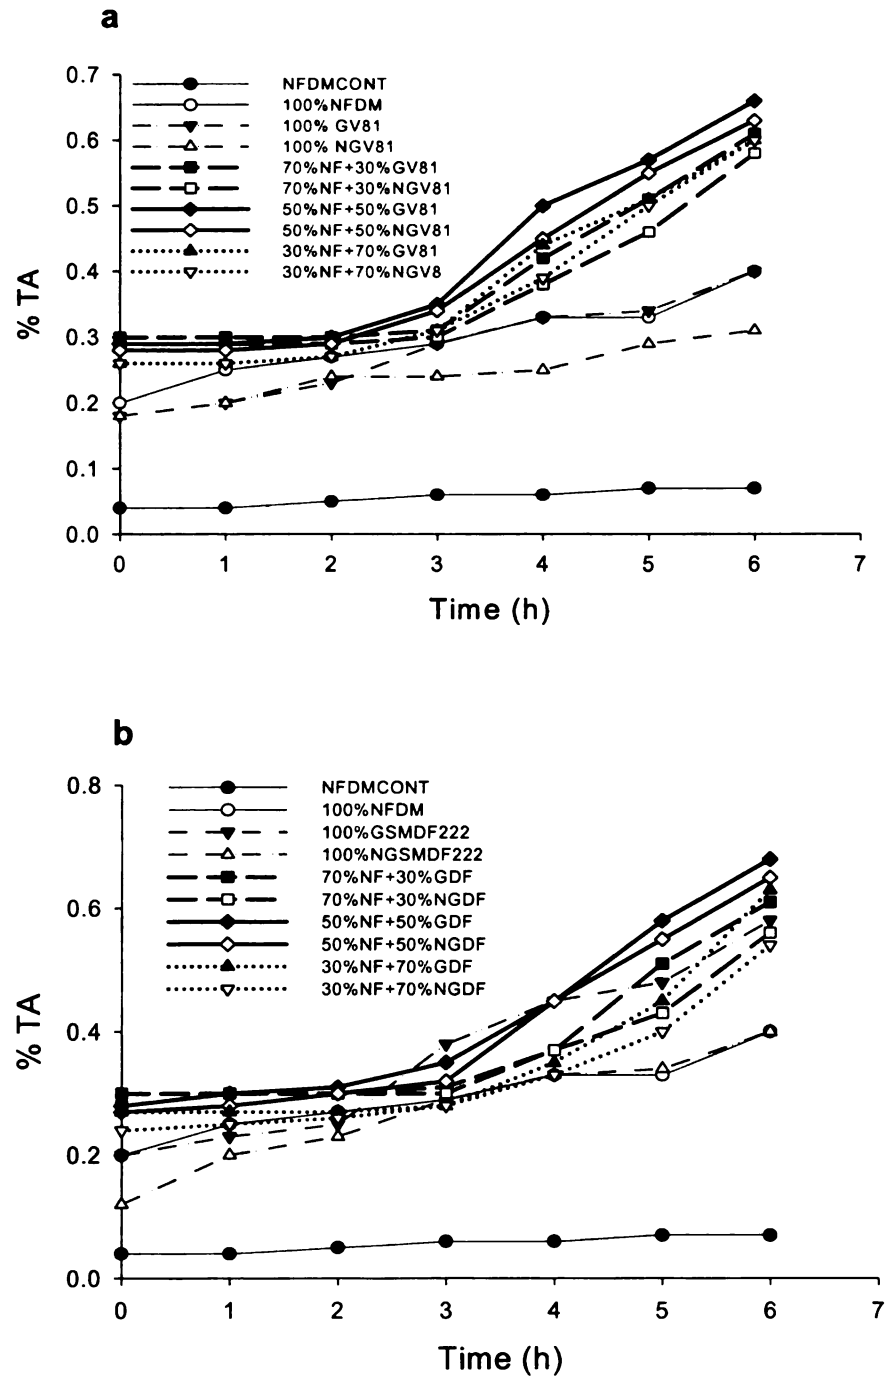 a
0.7
0.6
0.5
0.4
0.3
0.2
0.1
0.0
% TA
NFDMCONT
100%NFDM
100% GV81
100% NGV81
70%NF+30%GV81
70%NF+30%NGV81
50%NF+50%GV81
50%NF+50%NGV81
30%NF+70%GV81
30%NF+70%NGV8
0 1 2 3 4 5 6 7
Time (h)
b
0.8
0.6
0.4
0.2
0.0
% TA
NFDMCONT
100%NFDM
100%GSMDF222
100%NGSMDF222
70%NF+30%GDF
70%NF+30%NGDF
50%NF+50%GDF
50%NF+50%NGDF
30%NF+70%GDF
30%NF+70%NGDF
0 1 2 3 4 5 6 7
Time (h)